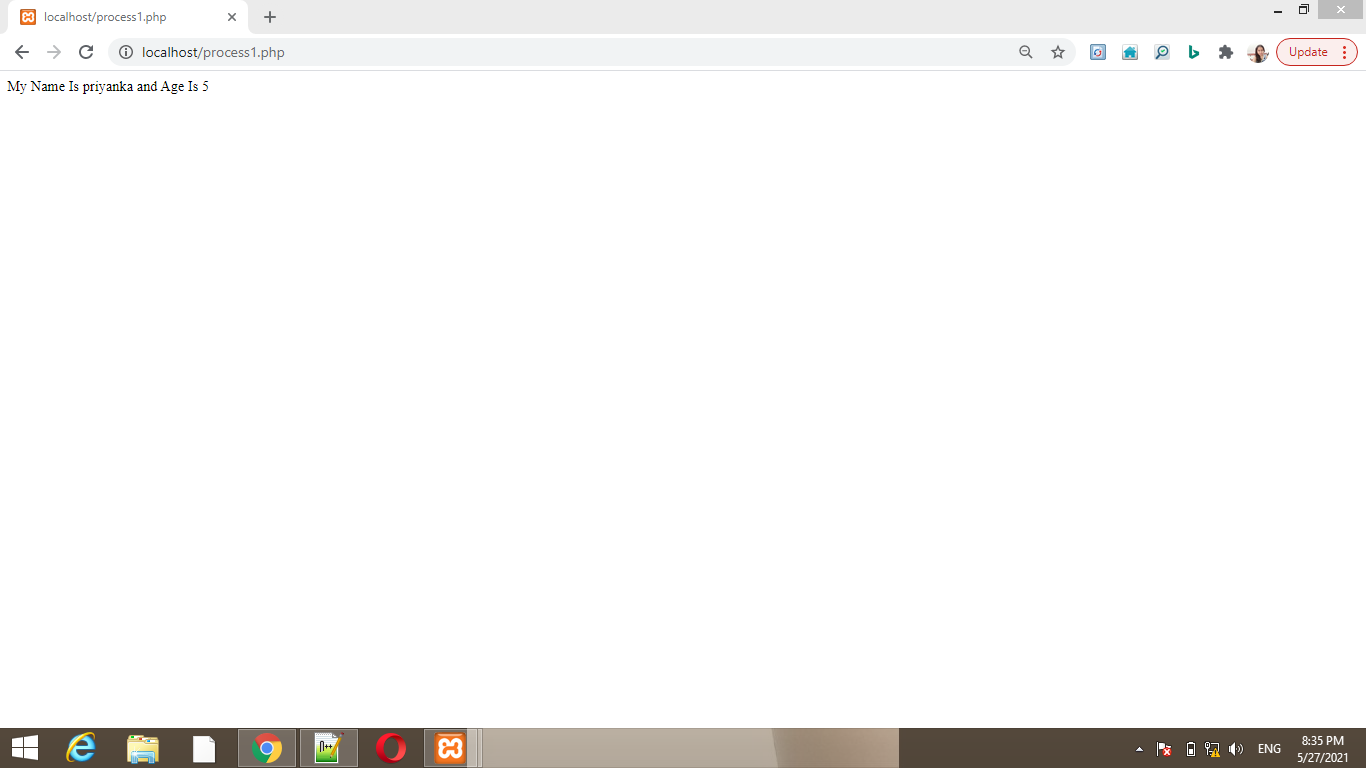 localhost/process1.php
localhost/process1.php
Update
My Name Is priyanka and Age Is 5
ENG
8:35 PM
5/27/2021